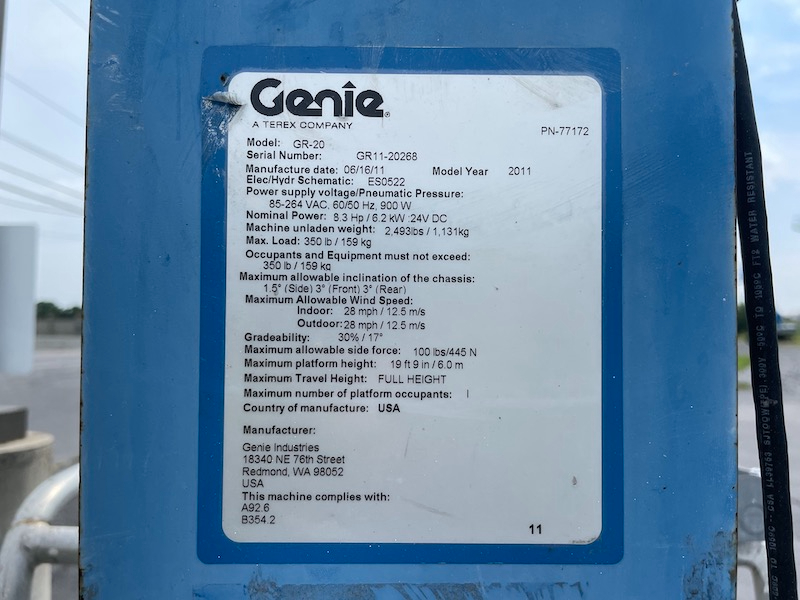 Genie
A TEREX COMPANY
PN-77172
Model: GR-20
Serial Number: GR11-20268
Manufacture date: 06/16/11 Model Year 2011
Elec/Hydr Schematic: ES0522
Power supply voltage/Pneumatic Pressure:
85-264 VAC, 60/50 Hz, 900 W
Nominal Power: 8.3 Hp / 6.2 kW :24V DC
Machine unladen weight: 2,493lbs / 1,131kg
Max. Load: 350 lb / 159 kg
Occupants and Equipment must not exceed:
350 lb / 159 kg
Maximum allowable inclination of the chassis:
1.5° (Side) 3° (Front) 3° (Rear)
Maximum Allowable Wind Speed:
Indoor: 28 mph / 12.5 m/s
Outdoor: 28 mph / 12.5 m/s
Gradeability: 30% / 17°
Maximum allowable side force: 100 lbs/445 N
Maximum platform height: 19 ft 9 in / 6.0 m
Maximum Travel Height: FULL HEIGHT
Maximum number of platform occupants: 1
Country of manufacture: USA
Manufacturer:
Genie Industries
18340 NE 76th Street
Redmond, WA 98052
USA
This machine complies with:
A92.6
B354.2
11
300V -50°C TO 105°C FT2 WATER RESISTANT